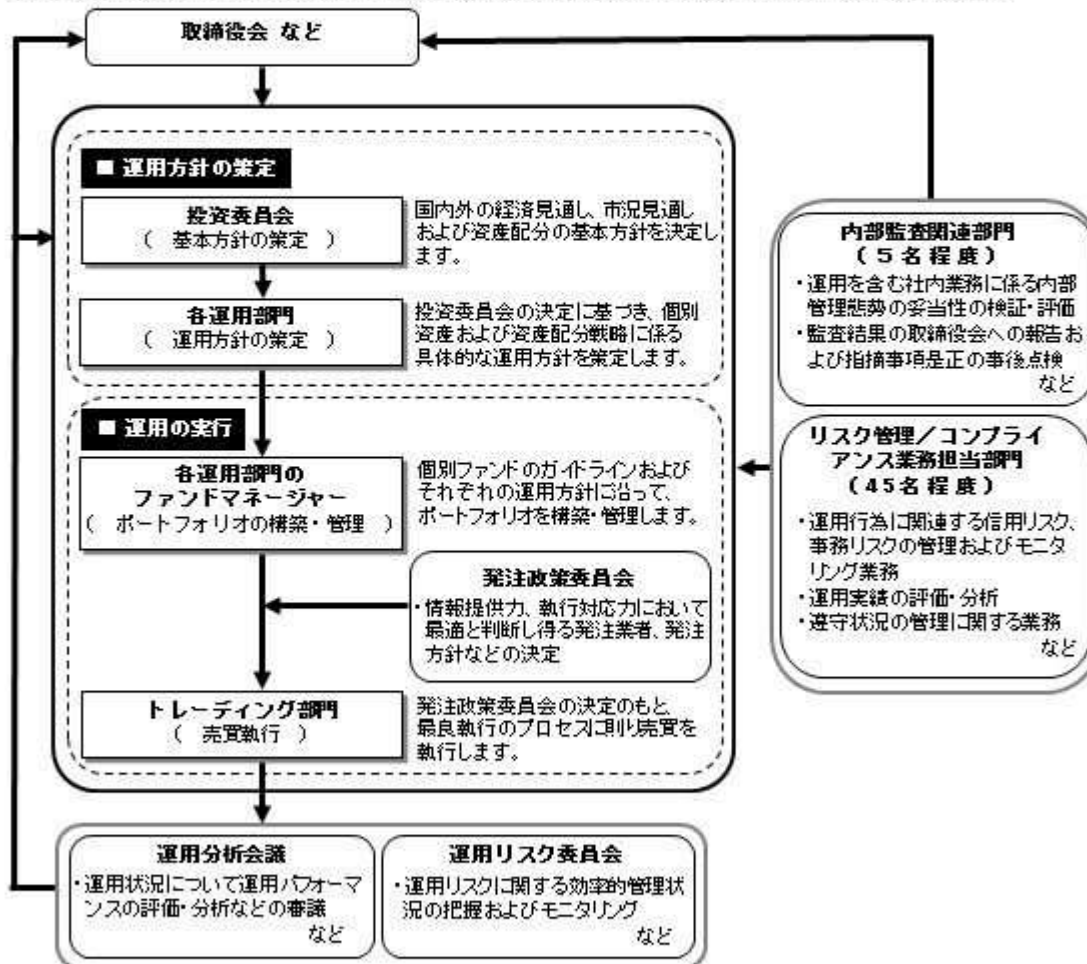 取締役会 など
■ 運用方針の策定
投資委員会
( 基本方針の策定 )
国内外の経済見通し、市況見通し
および資産配分の基本方針を決定し
ます。
各運用部門
( 運用方針の策定 )
投資委員会の決定に基づき、個別
資産および資産配分戦略に係る
具体的な運用方針を策定します。
■ 運用の実行
各運用部門の
ファンドマネージャー
( ポートフォリオの構築・管理 )
個別ファンドのガイドラインおよび
それぞれの運用方針に沿って、
ポートフォリオを構築・管理します。
発注政策委員会
・情報提供力、執行対応力において
最適と判断し得る発注業者、発注
方針などの決定
トレーディング部門
( 売買執行 )
発注政策委員会の決定のもと
最良執行のプロセスに則り売買を
執行します。
運用分析会議
・運用状況について運用パフォーマ
ンスの評価・分析などの審議
など
運用リスク委員会
・運用リスクに関する効率的管理状
況の把握およびモニタリング
など
内部監査関連部門
(5名程度)
・運用を含む社内業務に係る内部
管理態勢の妥当性の検証・評価
・監査結果の取締役会への報告お
よび指摘事項是正の事後点検
など
リスク管理／コンプライ
アンス業務担当部門
(45名程度)
・運用行為に関連する信用リスク、
事務リスクの管理およびモニタ
リング業務
・運用実績の評価・分析
・遵守状況の管理に関する業務
など